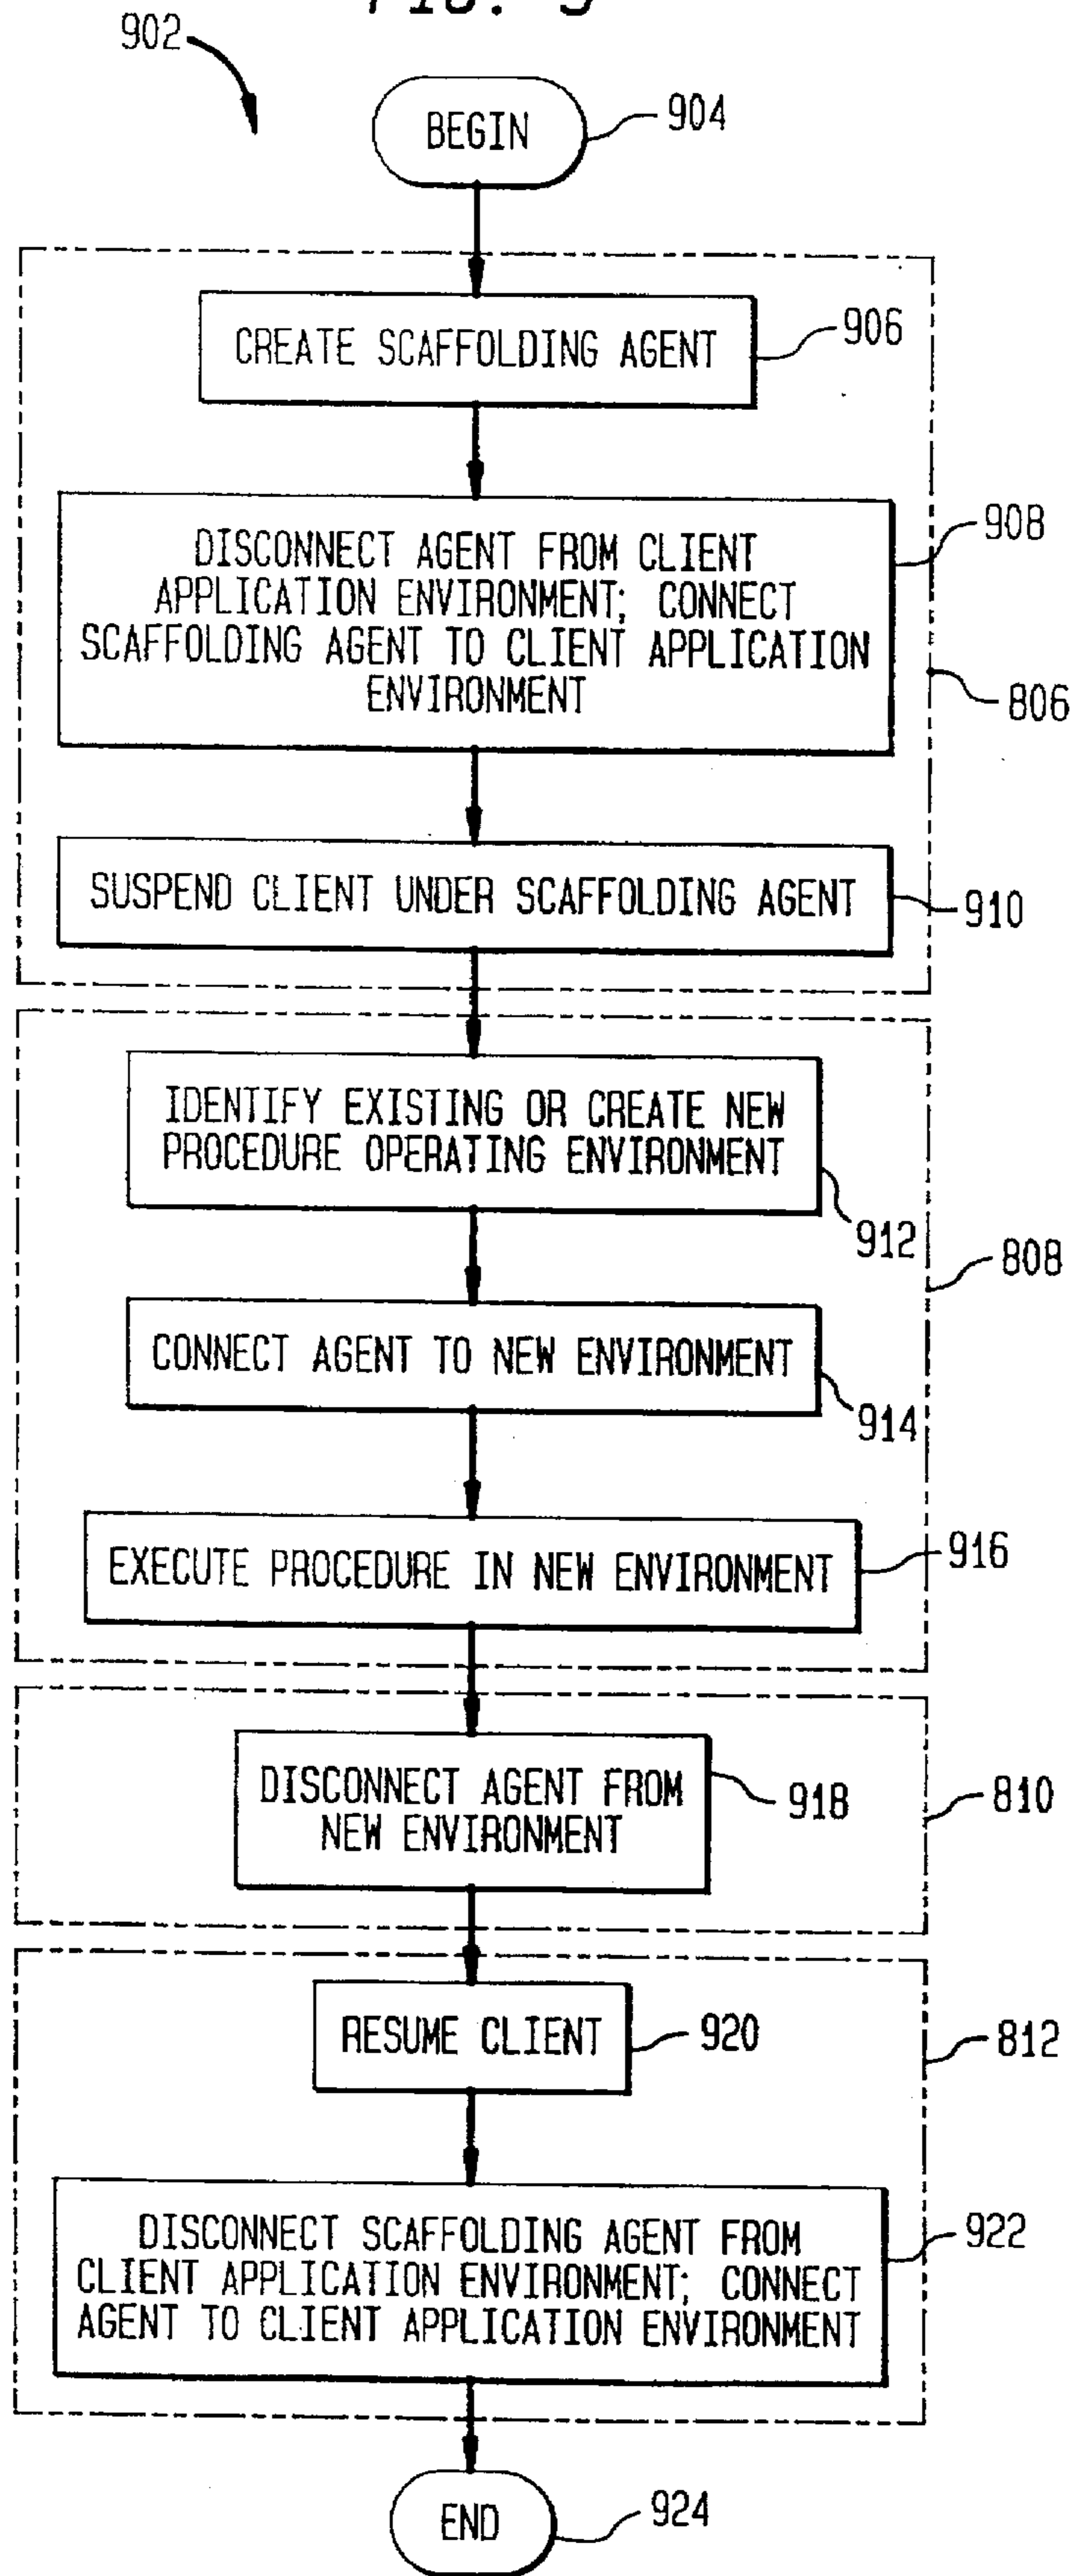 902
BEGIN
904
CREATE SCAFFOLDING AGENT
906
DISCONNECT AGENT FROM CLIENT
APPLICATION ENVIRONMENT; CONNECT
SCAFFOLDING AGENT TO CLIENT APPLICATION
ENVIRONMENT
908
806
SUSPEND CLIENT UNDER SCAFFOLDING AGENT
910
IDENTIFY EXISTING OR CREATE NEW
PROCEDURE OPERATING ENVIRONMENT
912
808
CONNECT AGENT TO NEW ENVIRONMENT
914
EXECUTE PROCEDURE IN NEW ENVIRONMENT
916
DISCONNECT AGENT FROM
NEW ENVIRONMENT
918
810
RESUME CLIENT
920
812
DISCONNECT SCAFFOLDING AGENT FROM
CLIENT APPLICATION ENVIRONMENT; CONNECT
AGENT TO CLIENT APPLICATION ENVIRONMENT
922
END
924